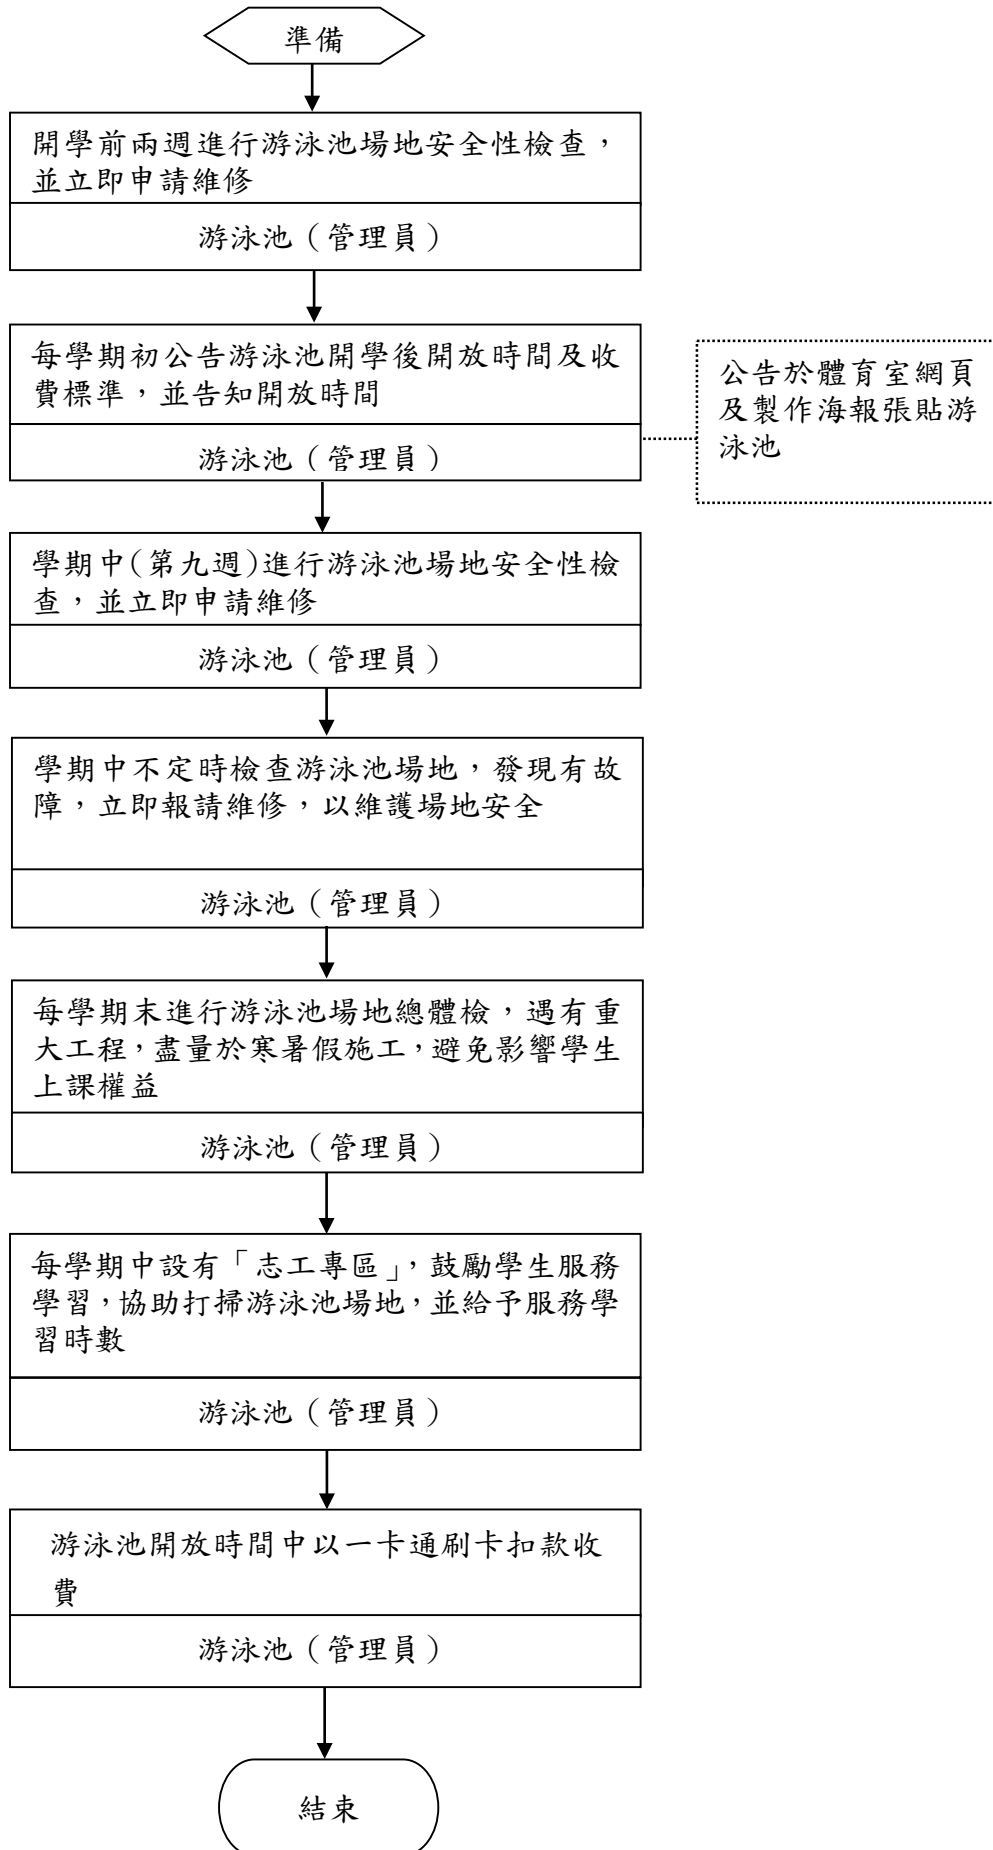 準備
開學前兩週進行游泳池場地安全性檢查，
並立即申請維修
游泳池（管理員）
每學期初公告游泳池開學後開放時間及收
費標準，並告知開放時間
游泳池（管理員）
公告於體育室網頁
及製作海報張貼游
泳池
學期中(第九週)進行游泳池場地安全性檢
查，並立即申請維修
游泳池（管理員）
學期中不定時檢查游泳池場地，發現有故
障，立即報請維修，以維護場地安全
游泳池（管理員）
每學期末進行游泳池場地總體檢，遇有重
大工程，盡量於寒暑假施工，避免影響學生
上課權益
游泳池（管理員）
每學期中設有「志工專區」，鼓勵學生服務
學習，協助打掃游泳池場地，並給予服務學
習時數
游泳池（管理員）
游泳池開放時間中以一卡通刷卡扣款收
費
游泳池（管理員）
結束